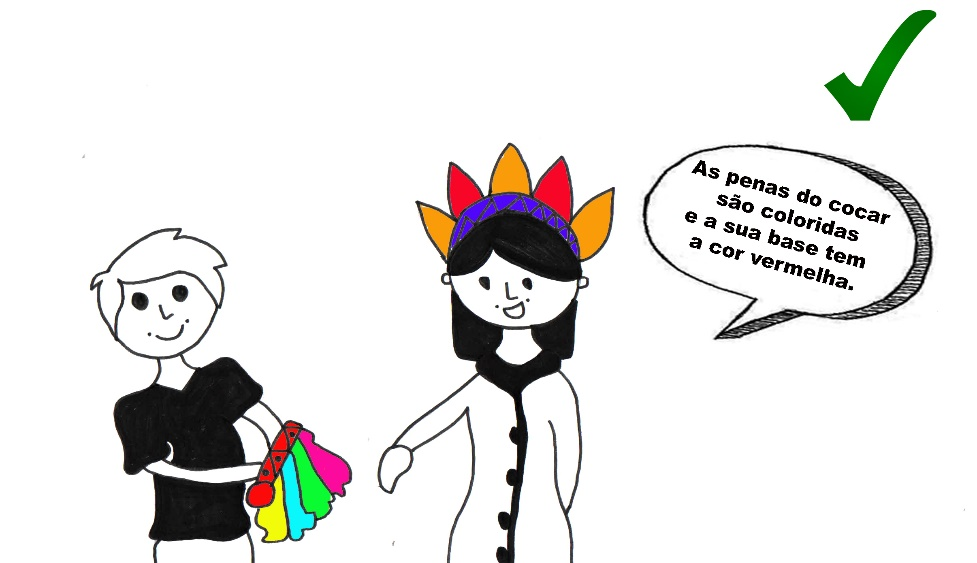 As penas do cocar
são coloridas
e a sua base tem
a cor vermelha.